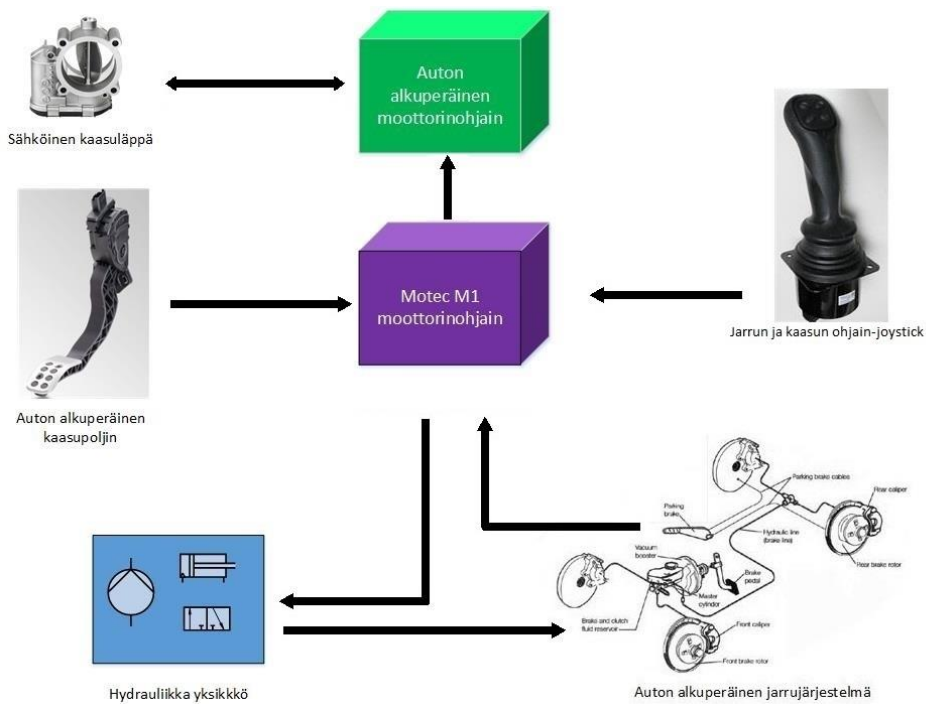 Auton
alkuperäinen
moottorinohjain
Sähköinen kaasuläppä
Motec M1
moottorinohjain
Jarrun ja kaasun ohjain-joystick
Auton alkuperäinen
kaasupoljin
Parking brake cables
Rear caliper
Parking
brake
Hydraulic line
(brake line)
Vacuum
booster
Rear brake rotor
Brake
pedal
Master
cylinder
Brake and clutch
fluid reservoir
Front caliper
Front brake rotor
Hydrauliikka yksikkkö
Auton alkuperäinen jarrujärjestelmä